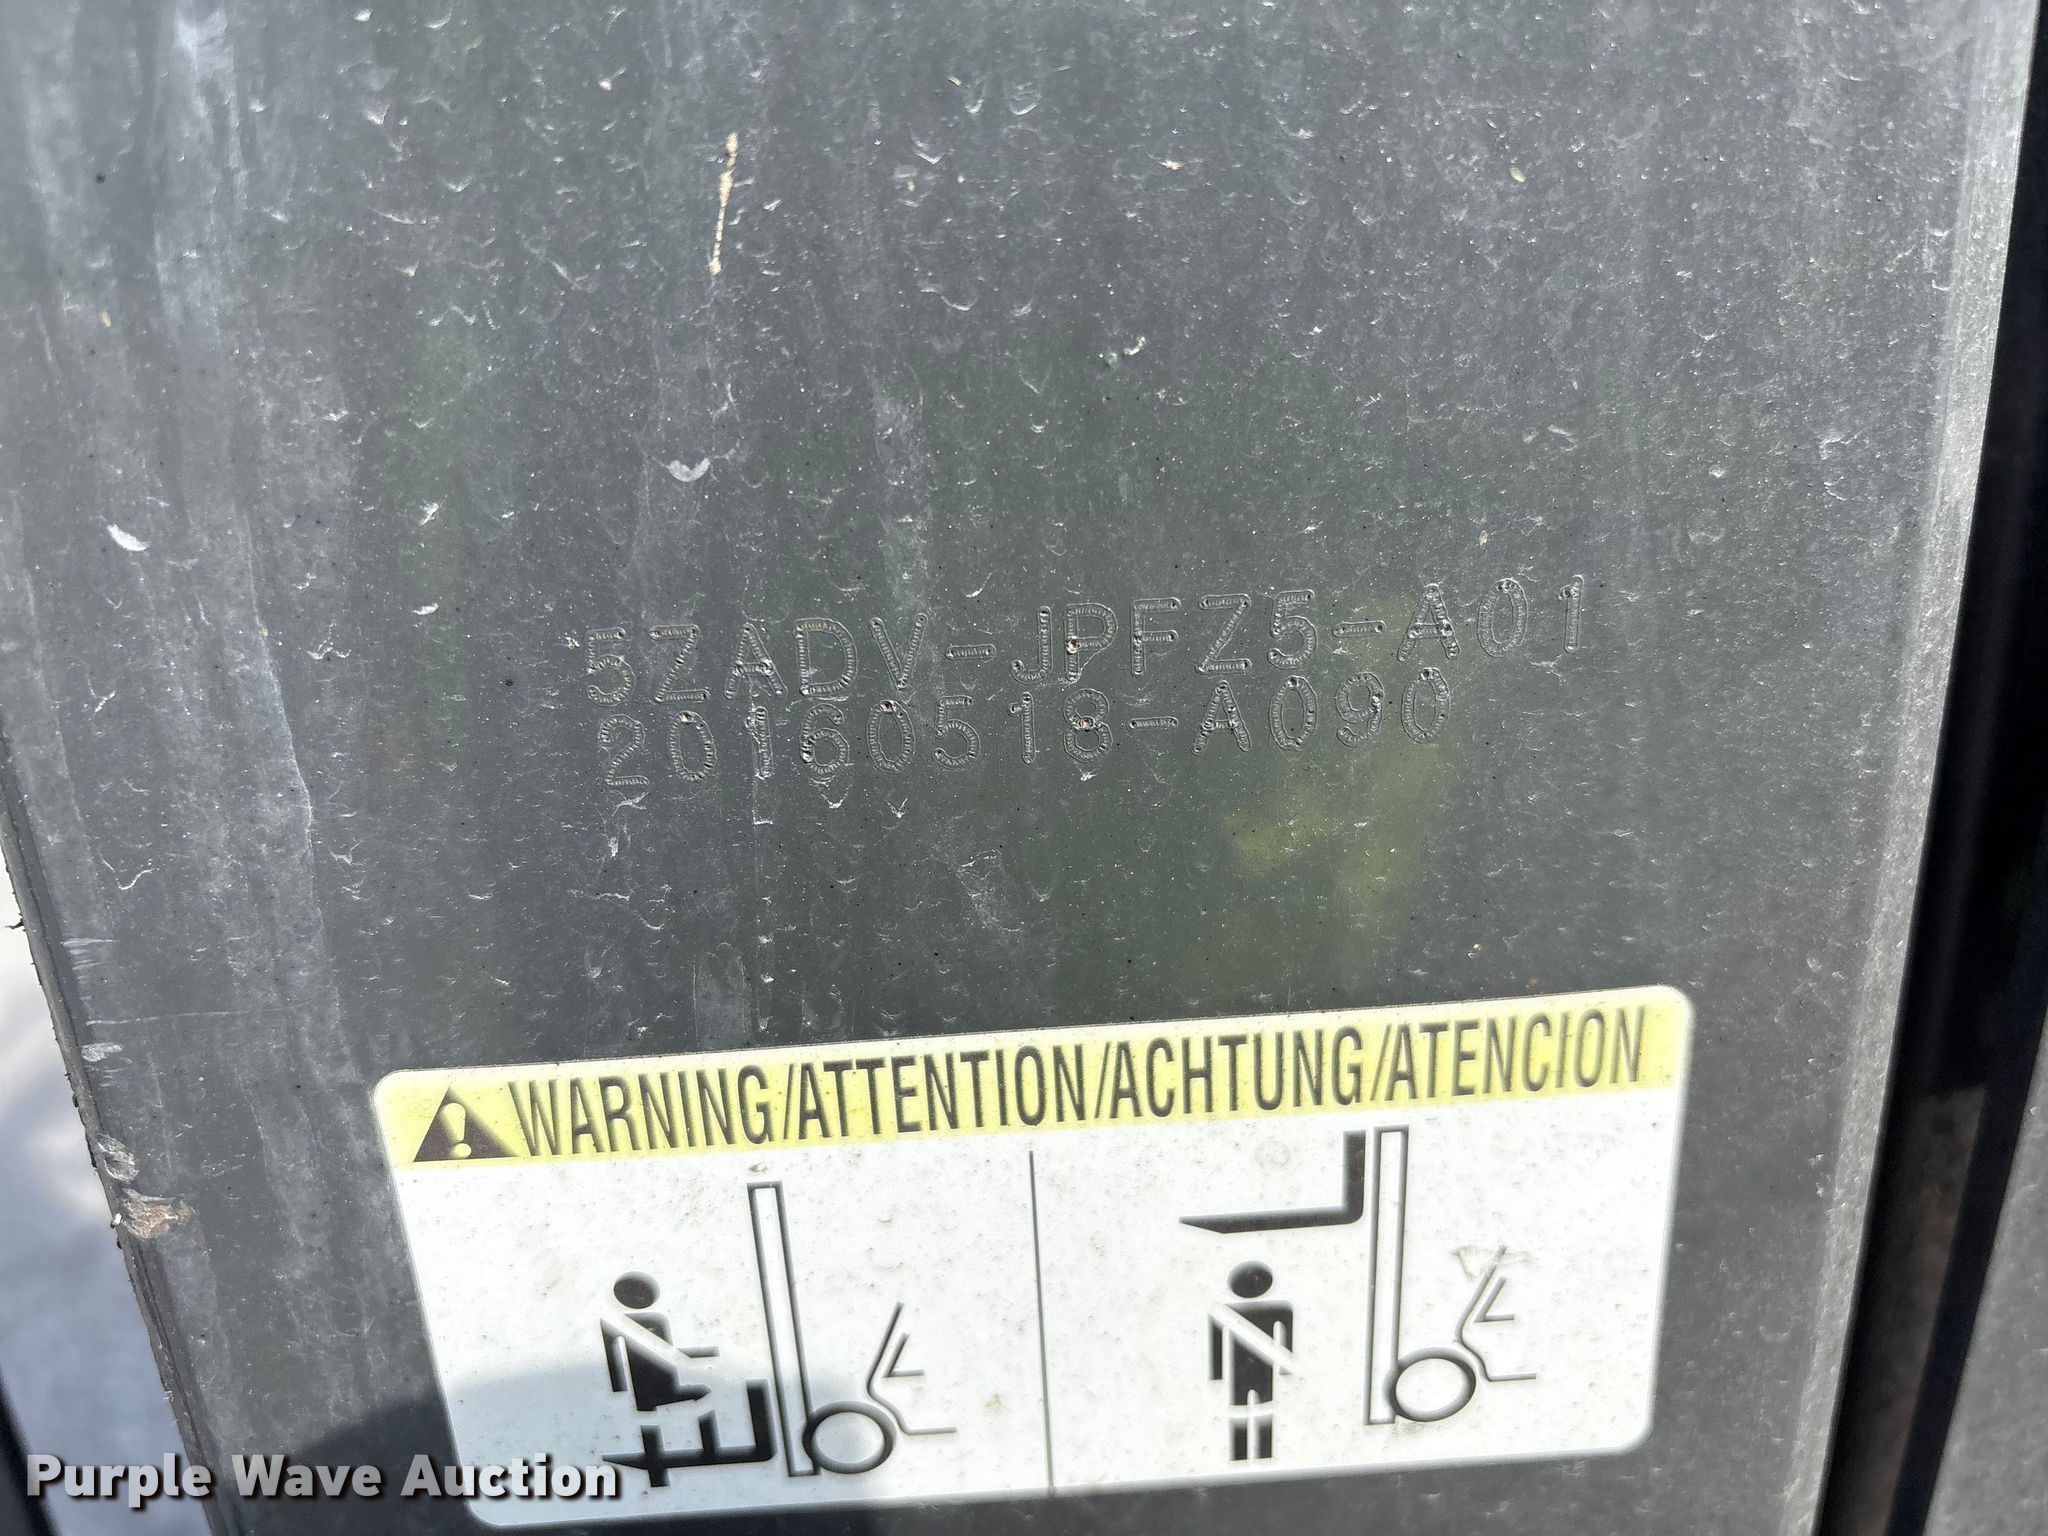 5ZADV-JPFZ5-A01
20160518-A090
WARNING/ATTENTION/ACHTUNG/ATENCION
Purple Wave Auction